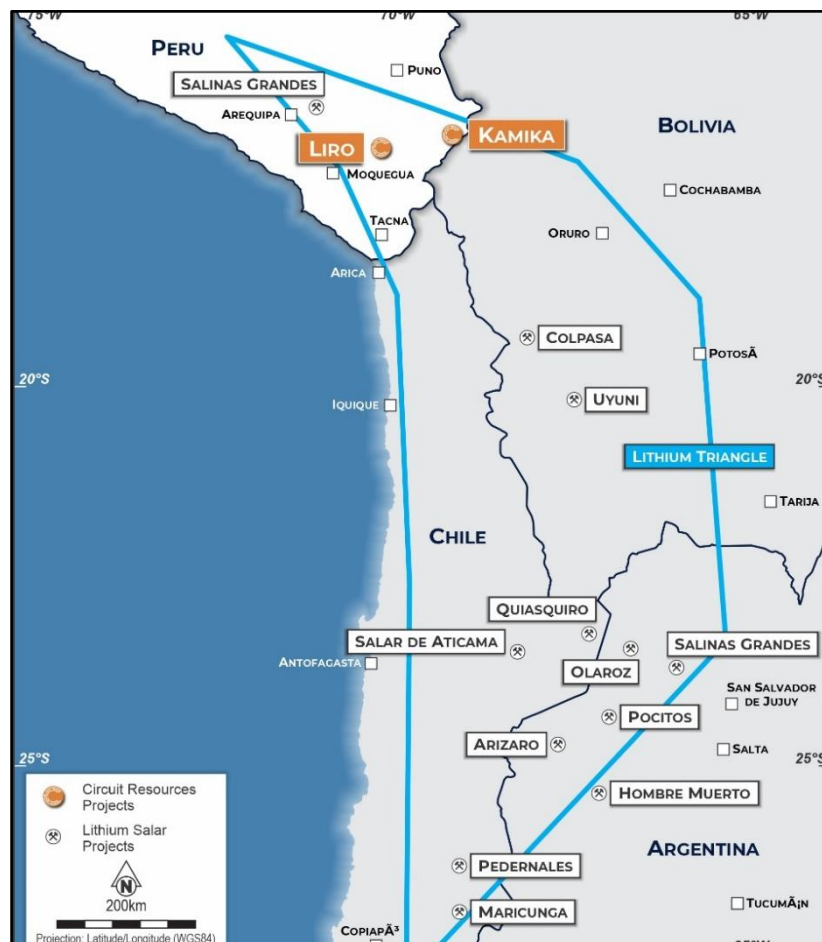 75°W
70°W
65°W
PERU
PUNO
SALINAS GRANDES
AREQUIPA
BOLIVIA
KAMIKA
LIRO
MOQUEGUA
COCHABAMBA
TACNA
ORURO
ARICA
COLPASA
POTOSÃ
20°S
20°S
UYUNI
IQUIQUE
LITHIUM TRIANGLE
TARIJA
CHILE
QUIASQUIRO
SALAR DE ATICAMA
SALINAS GRANDES
ANTOFAGASTA
OLAROZ
SAN SALVADOR
DE JUJUY
POCITOS
ARIZARO
SALTA
25°S
25°S
Circuit Resources
Projects
HOMBRE MUERTO
Lithium Salar
Projects
ARGENTINA
PEDERNALES
N
200km
TUCUMÃ¡N
MARICUNGA
COPIAPÃ³
Projection: Latitude/Longitude (WGS84)